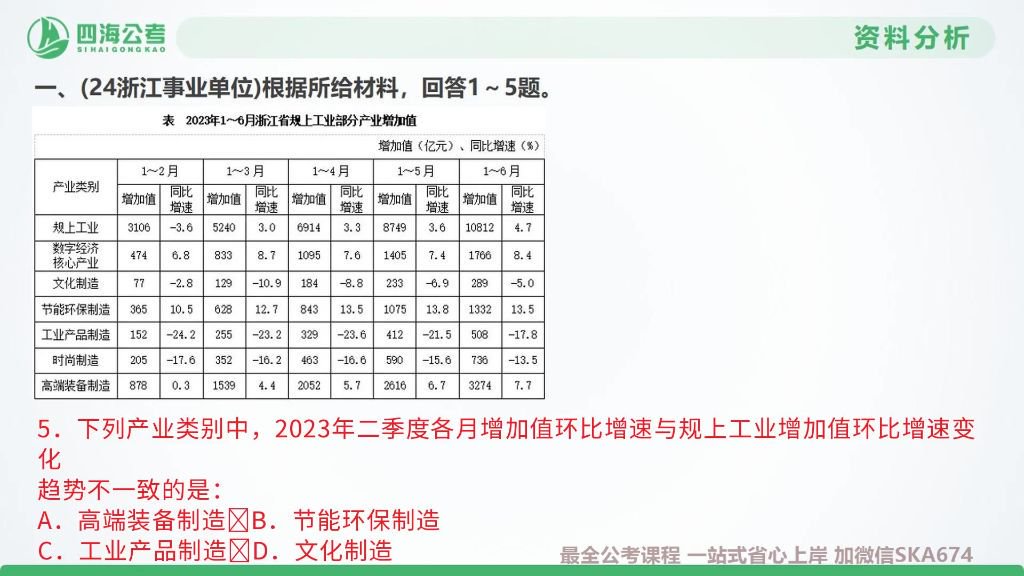 四海公考
SIHAIGONGKAO
资料分析
一、(24浙江事业单位)根据所给材料，回答1～5题。
表 2023年1～6月浙江省规上工业部分产业增加值
增加值（亿元）、同比增速（%）
产业类别 1～2月 1～3月 1～4月 1～5月 1～6月
增加值 同比增速 增加值 同比增速 增加值 同比增速 增加值 同比增速 增加值 同比增速
规上工业 3106 -3.6 5240 3.0 6914 3.3 8749 3.6 10812 4.7
数字经济核心产业 474 6.8 833 8.7 1095 7.6 1405 7.4 1766 8.4
文化制造 77 -2.8 129 -10.9 184 -8.8 233 -6.9 289 -5.0
节能环保制造 365 10.5 628 12.7 843 13.5 1075 13.8 1332 13.5
工业产品制造 152 -24.2 255 -23.2 329 -23.6 412 -21.5 508 -17.8
时尚制造 205 -17.6 352 -16.2 463 -16.6 590 -15.6 736 -13.5
高端装备制造 878 0.3 1539 4.4 2052 5.7 2616 6.7 3274 7.7
5．下列产业类别中，2023年二季度各月增加值环比增速与规上工业增加值环比增速变
化
趋势不一致的是：
A．高端装备制造 B．节能环保制造
C．工业产品制造 D．文化制造
最全公考课程 一站式省心上岸 加微信SKA674